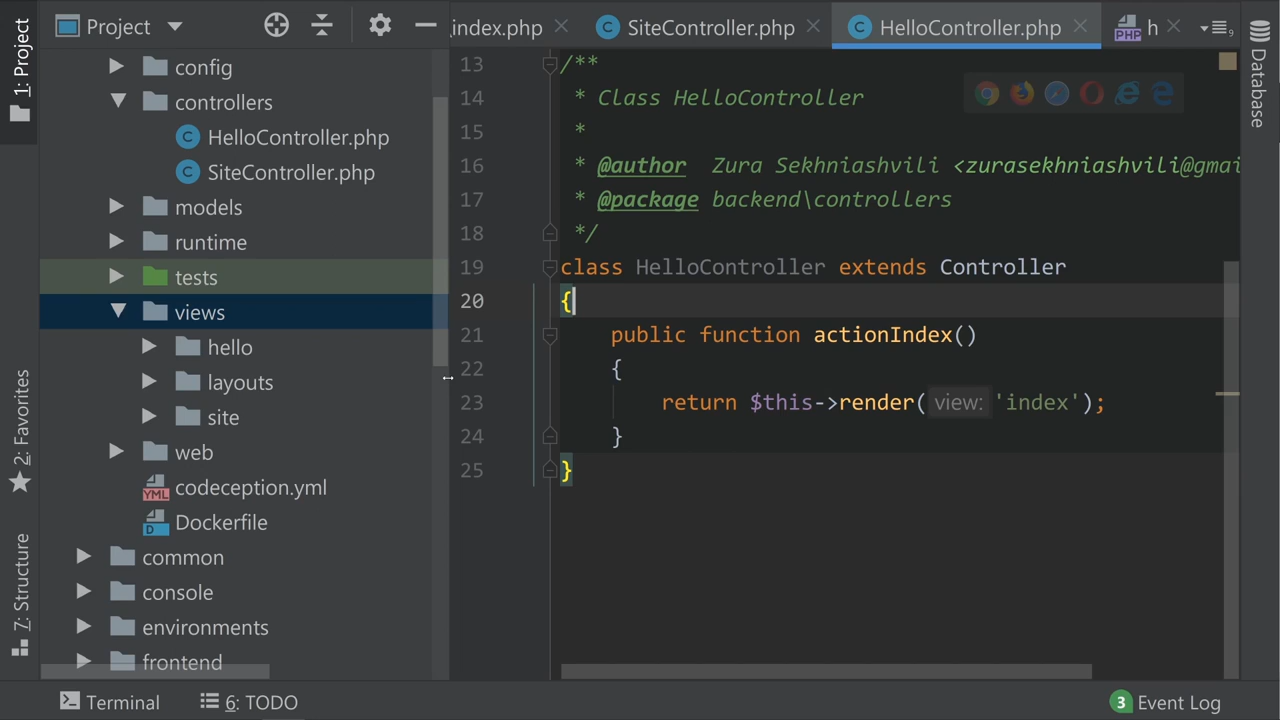 1: Project
2: Favorites
7: Structure
Project
config
controllers
HelloController.php
SiteController.php
models
runtime
tests
views
hello
layouts
site
web
YML codeception.yml
D Dockerfile
common
console
environments
frontend
index.php
C SiteController.php
C HelloController.php
PHP h
9
13 /**
14 * Class HelloController
15 *
16 * @author Zura Sekhniashvili <zurasekhniashvili@gmai
17 * @package backend\controllers
18 */
19 class HelloController extends Controller
20 {
21 public function actionIndex()
22 {
23 return $this->render( view: 'index');
24 }
25 }
Database
Terminal
6: TODO
3 Event Log